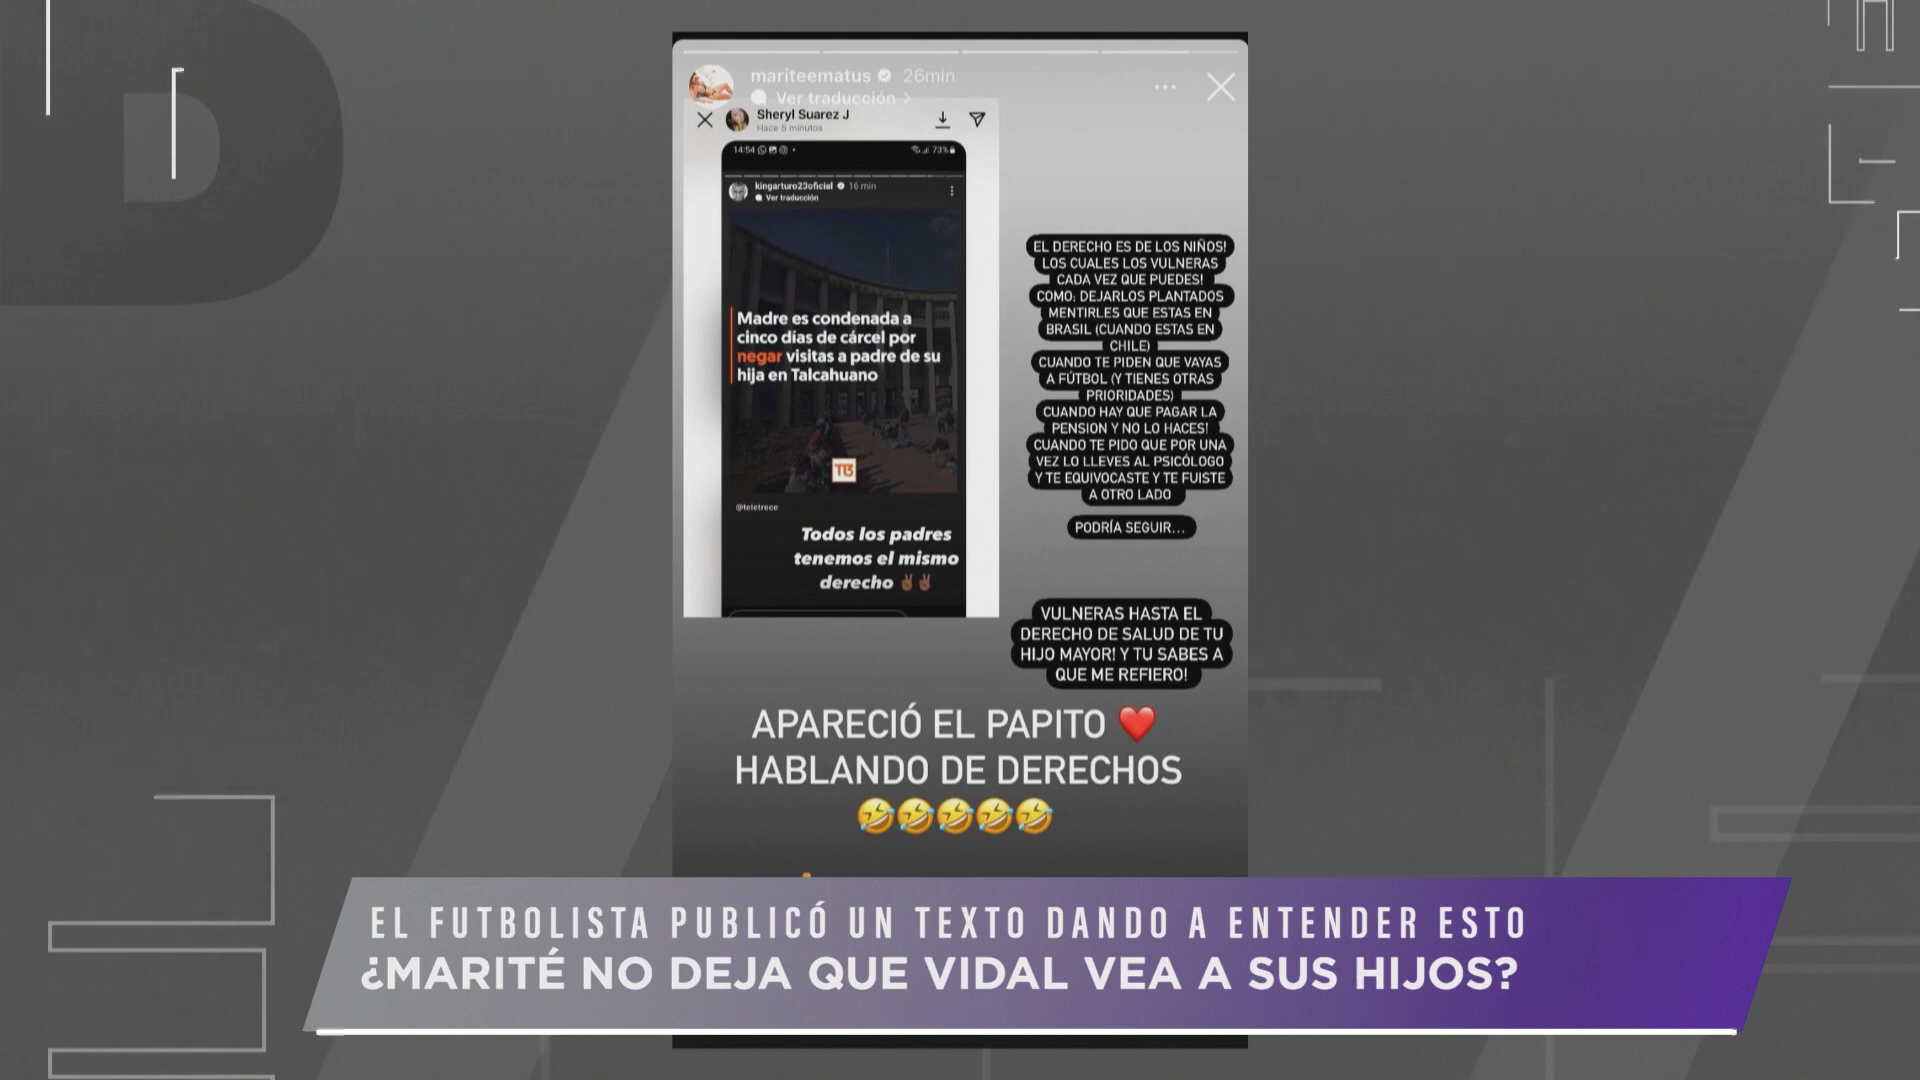 mariteematus 26min
Ver traducción >
Sheryl Suarez J
Hace 5 minutos
14:54
73%
kingarturo23oficial 16 min
Ver traducción
Madre es condenada a
cinco días de cárcel por
negar visitas a padre de su
hija en Talcahuano
T13
@teletrece
Todos los padres
tenemos el mismo
derecho ✌🏾✌🏾
EL DERECHO ES DE LOS NIÑOS!
LOS CUALES LOS VULNERAS
CADA VEZ QUE PUEDES!
COMO: DEJARLOS PLANTADOS
MENTIRLES QUE ESTAS EN
BRASIL (CUANDO ESTAS EN
CHILE)
CUANDO TE PIDEN QUE VAYAS
A FÚTBOL (Y TIENES OTRAS
PRIORIDADES)
CUANDO HAY QUE PAGAR LA
PENSION Y NO LO HACES!
CUANDO TE PIDO QUE POR UNA
VEZ LO LLEVES AL PSICÓLOGO
Y TE EQUIVOCASTE Y TE FUISTE
A OTRO LADO
PODRÍA SEGUIR...
VULNERAS HASTA EL
DERECHO DE SALUD DE TU
HIJO MAYOR! Y TU SABES A
QUE ME REFIERO!
APARECIÓ EL PAPITO ❤️
HABLANDO DE DERECHOS
🤣🤣🤣🤣🤣
EL FUTBOLISTA PUBLICÓ UN TEXTO DANDO A ENTENDER ESTO
¿MARITÉ NO DEJA QUE VIDAL VEA A SUS HIJOS?